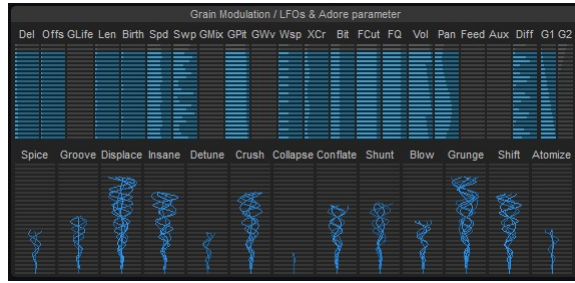 Grain Modulation / LFOs & Adore parameter
Del Offs GLife Len Birth Spd Swp GMix GPit GWv Wsp XCr Bit FCut FQ Vol Pan Feed Aux Diff G1 G2
Spice Groove Displace Insane Detune Crush Collapse Conflate Shunt Blow Grunge Shift Atomize